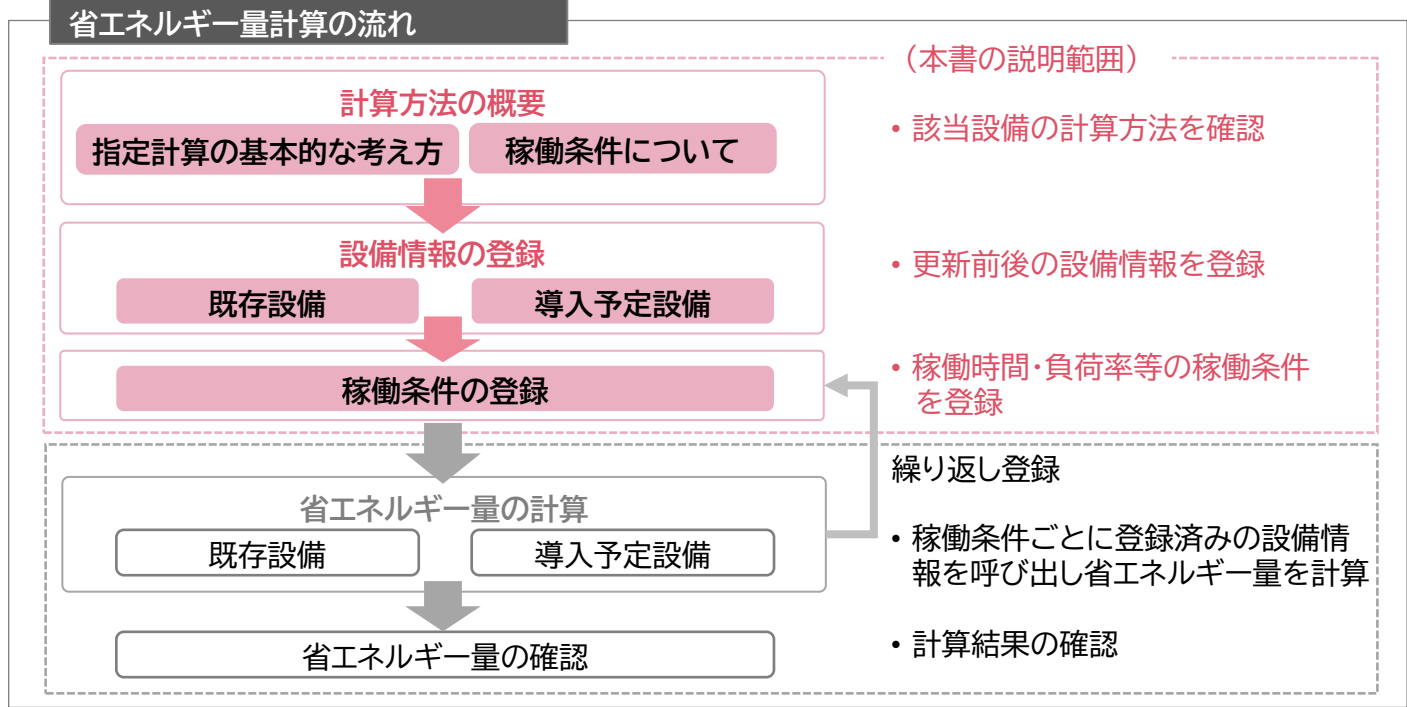 省エネルギー量計算の流れ
（本書の説明範囲）
計算方法の概要
指定計算の基本的な考え方
稼働条件について
• 該当設備の計算方法を確認
設備情報の登録
既存設備
導入予定設備
• 更新前後の設備情報を登録
稼働条件の登録
• 稼働時間・負荷率等の稼働条件
を登録
繰り返し登録
省エネルギー量の計算
既存設備
導入予定設備
• 稼働条件ごとに登録済みの設備情
報を呼び出し省エネルギー量を計算
省エネルギー量の確認
• 計算結果の確認